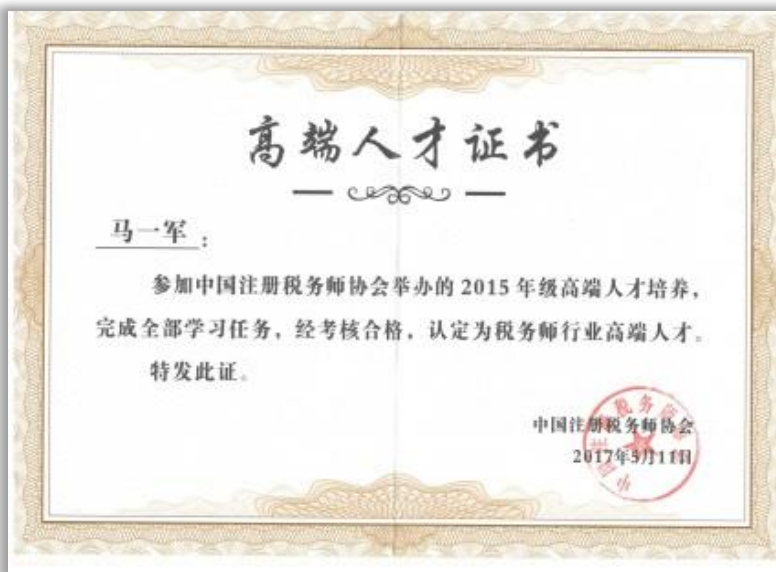 高端人才证书
马一军：
参加中国注册税务师协会举办的 2015 年级高端人才培养，
完成全部学习任务，经考核合格，认定为税务师行业高端人才。
特发此证。
中国注册税务师协会
2017年5月11日